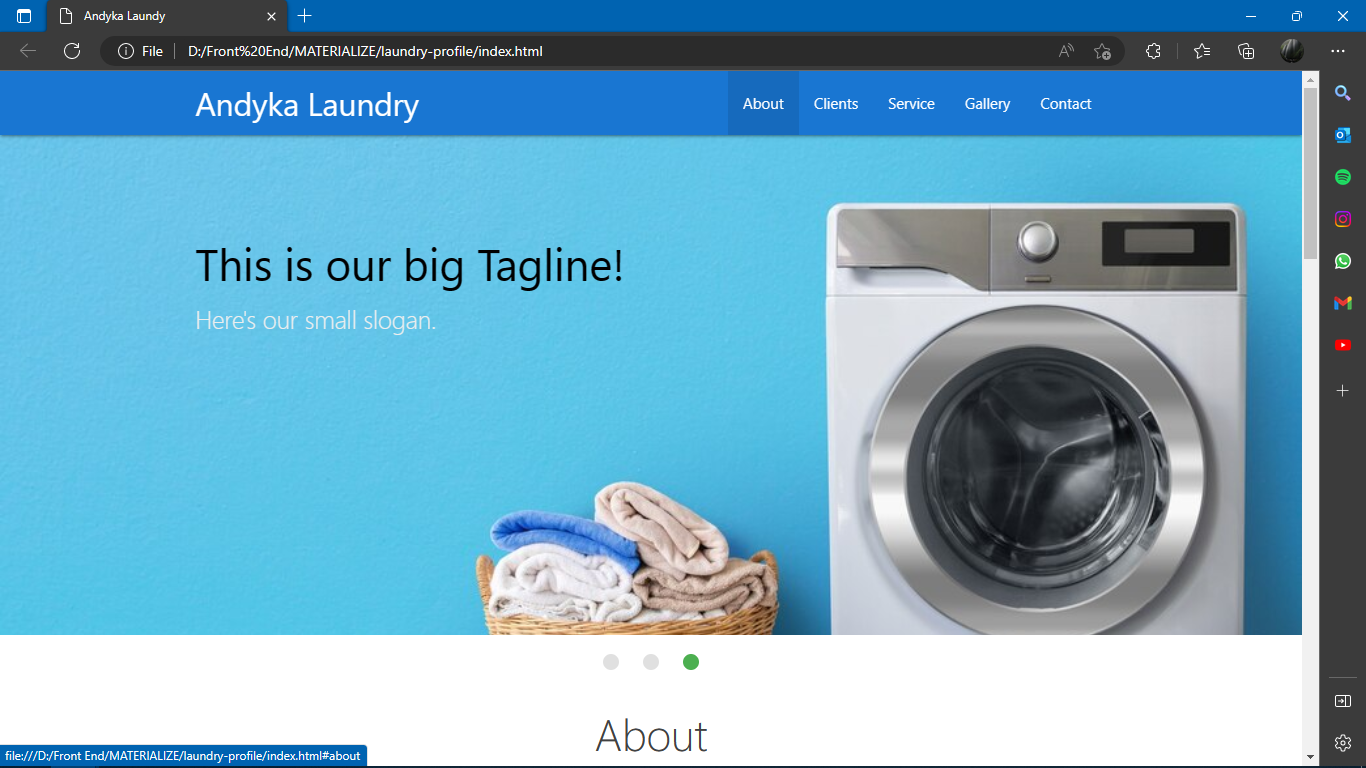 Andyka Laundy
File
D:/Front%20End/MATERIALIZE/laundry-profile/index.html
Andyka Laundry
About Clients Service Gallery Contact
This is our big Tagline!
Here's our small slogan.
About
file:///D:/Front End/MATERIALIZE/laundry-profile/index.html#about